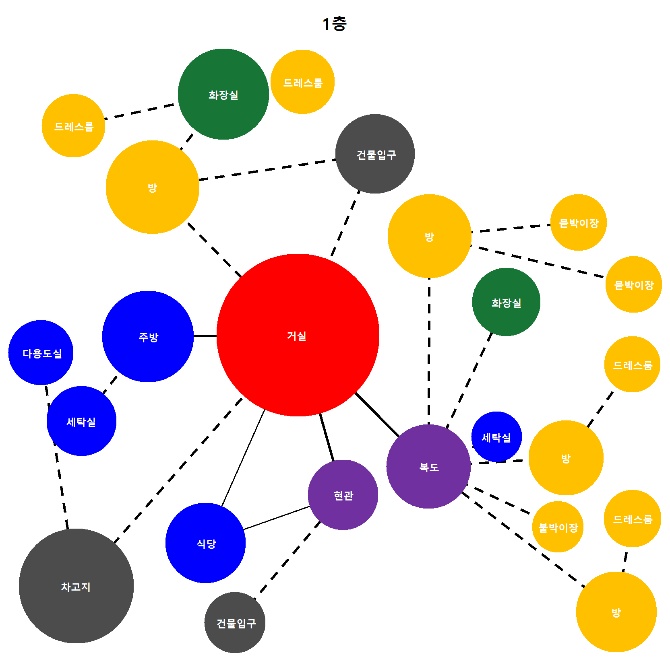 1층
화장실
드레스룸
드레스룸
건물입구
방
방
붙박이장
붙박이장
화장실
거실
주방
다용도실
드레스룸
세탁실
세탁실
방
복도
현관
드레스룸
붙박이장
식당
차고지
방
건물입구